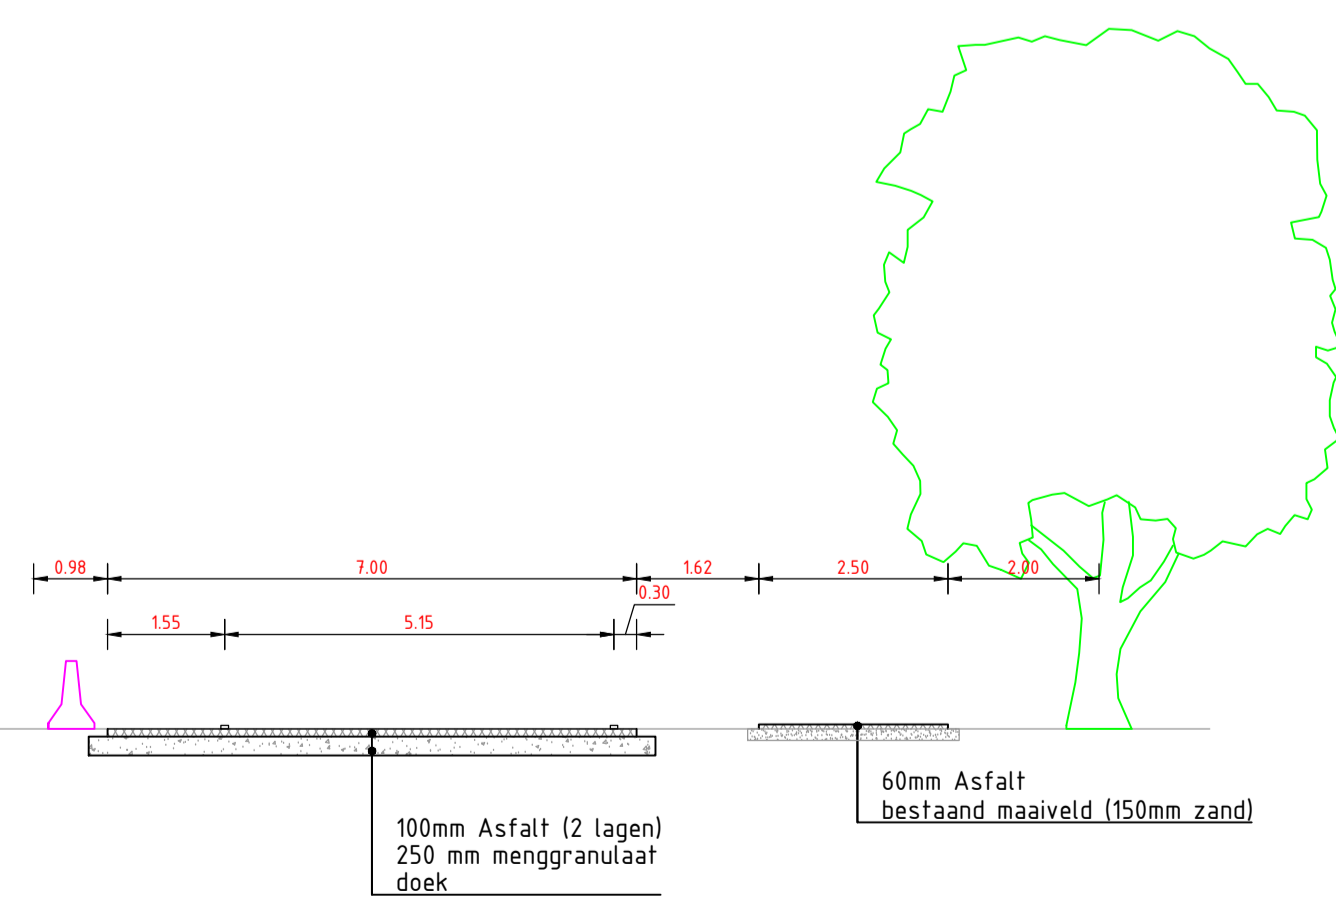 0.98
7.00
1.62
2.50
2.00
0.30
1.55
5.15
60mm Asfalt
bestaand maaiveld (150mm zand)
100mm Asfalt (2 lagen)
250 mm menggranulaat
doek